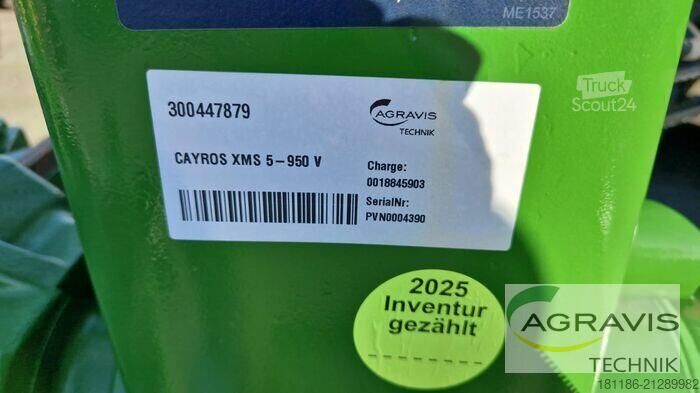 ME1537
Truck
Scout24
300447879
AGRAVIS
TECHNIK
CAYROS XMS 5-950 V
Charge:
0018845903
SerialNr:
PVN0004390
2025
Inventur
gezählt
AGRAVIS
TECHNIK
181186-21289982